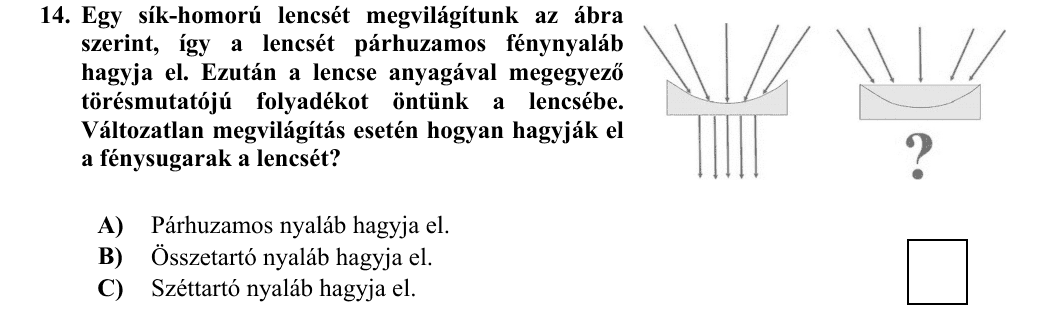 14. Egy sík-homorú lencsét megvilágítunk az ábra
szerint, így a lencsét párhuzamos fénynyaláb
hagyja el. Ezután a lencse anyagával megegyező
törésmutatójú folyadékot öntünk a lencsébe.
Változatlan megvilágítás esetén hogyan hagyják el
a fénysugarak a lencsét?
?
A) Párhuzamos nyaláb hagyja el.
B) Összetartó nyaláb hagyja el.
C) Széttartó nyaláb hagyja el.